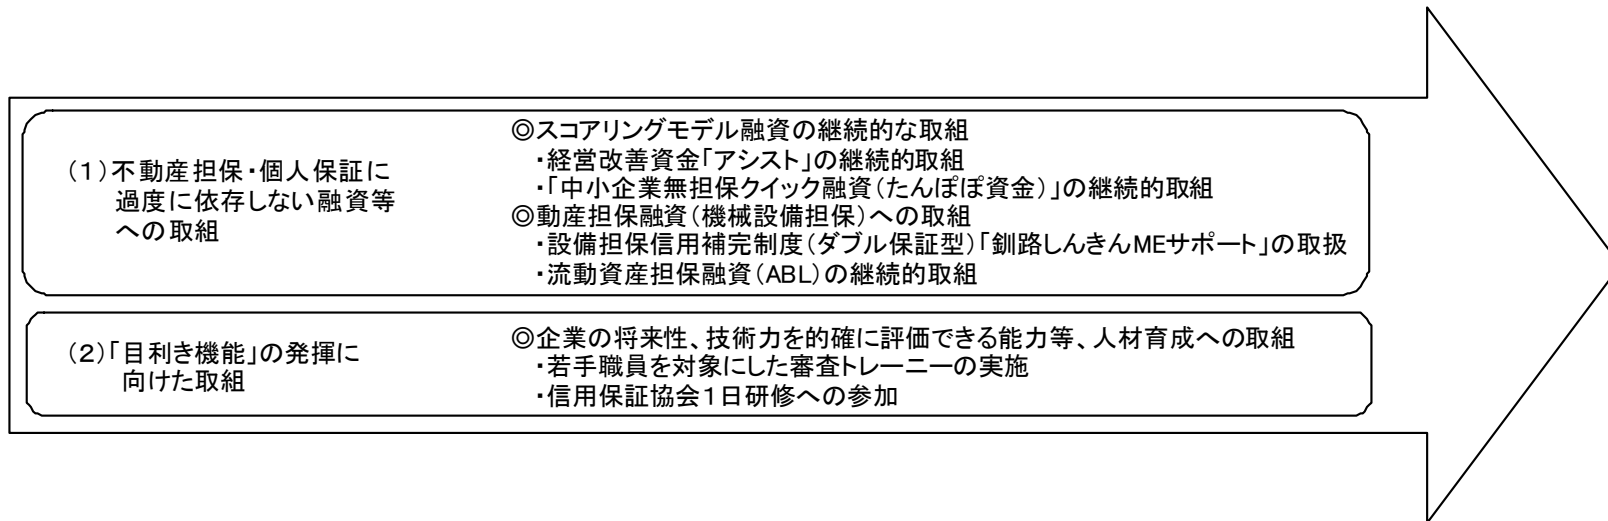 (1)不動産担保・個人保証に
過度に依存しない融資等
への取組
◎スコアリングモデル融資の継続的な取組
・経営改善資金「アシスト」の継続的取組
・「中小企業無担保クイック融資(たんぽぽ資金)」の継続的取組
◎動産担保融資(機械設備担保)への取組
・設備担保信用補完制度(ダブル保証型)「釧路しんきんMEサポート」の取扱
・流動資産担保融資(ABL)の継続的取組
(2)「目利き機能」の発揮に
向けた取組
◎企業の将来性、技術力を的確に評価できる能力等、人材育成への取組
・若手職員を対象にした審査トレーニーの実施
・信用保証協会1日研修への参加